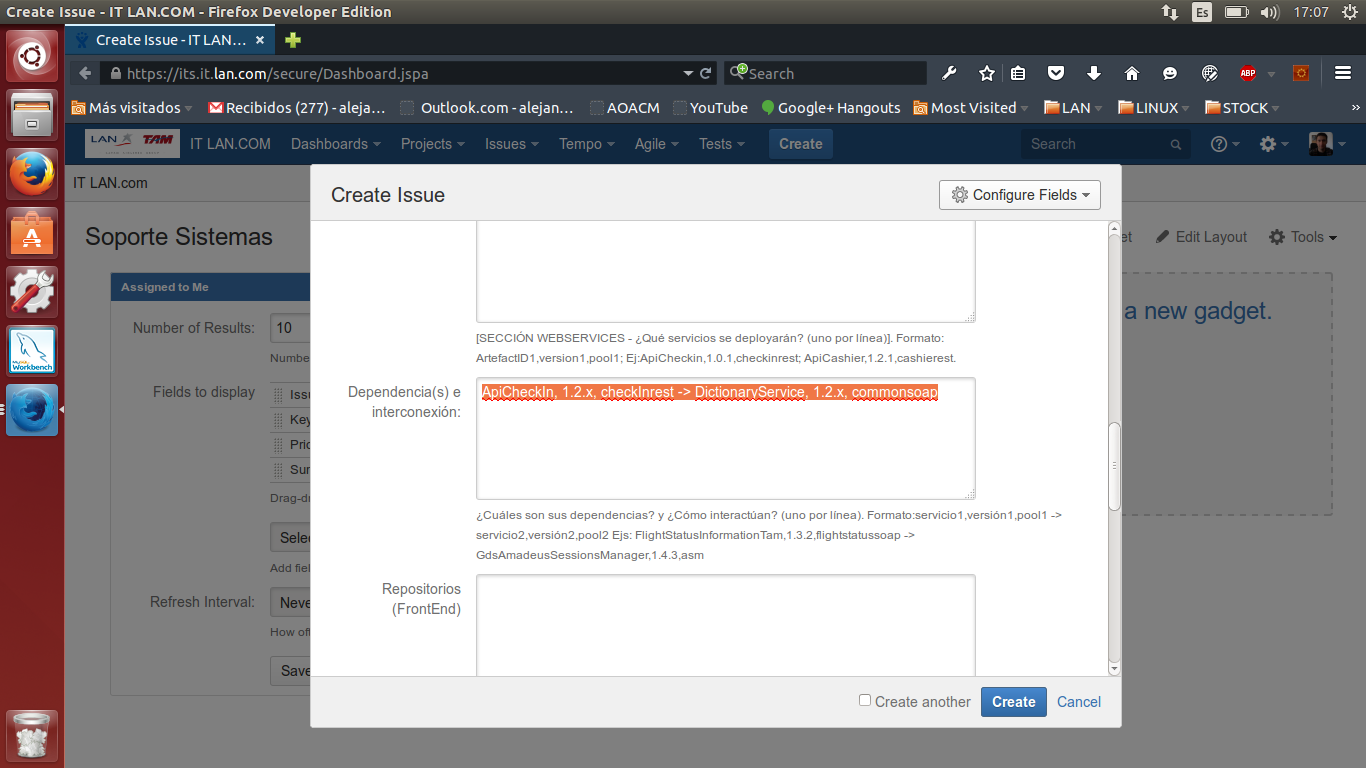 Create Issue - IT LAN.COM - Firefox Developer Edition
Es
17:07
Create Issue - IT LAN…
https://its.it.lan.com/secure/Dashboard.jspa
Search
ABP
Más visitados
Recibidos (277) - aleja…
Outlook.com - alejan…
AOACM
YouTube
Google+ Hangouts
Most Visited
LAN
LINUX
STOCK
»
LAN TAM
IT LAN.COM
Dashboards
Projects
Issues
Tempo
Agile
Tests
Create
Search
IT LAN.com
Create Issue
Configure Fields
Soporte Sistemas
et
Edit Layout
Tools
Assigned to Me
a new gadget.
Number of Results:
10
Numbe
[SECCIÓN WEBSERVICES - ¿Qué servicios se deployarán? (uno por línea)]. Formato:
ArtefactID1,version1,pool1; Ej:ApiCheckin,1.0.1,checkinrest; ApiCashier,1.2.1,cashierest.
Fields to display
Issu
Key
Prio
Sum
Drag-dr
Dependencia(s) e
interconexión:
ApiCheckIn, 1.2.x, checkInrest -> DictionaryService, 1.2.x, commonsoap
¿Cuáles son sus dependencias? y ¿Cómo interactúan? (uno por línea). Formato:servicio1,versión1,pool1 ->
servicio2,versión2,pool2 Ejs: FlightStatusInformationTam,1.3.2,flightstatussoap ->
GdsAmadeusSessionsManager,1.4.3,asm
Selec
Add fiel
Refresh Interval:
Neve
How oft
Repositorios
(FrontEnd)
Save
Create another
Create
Cancel
Workbench